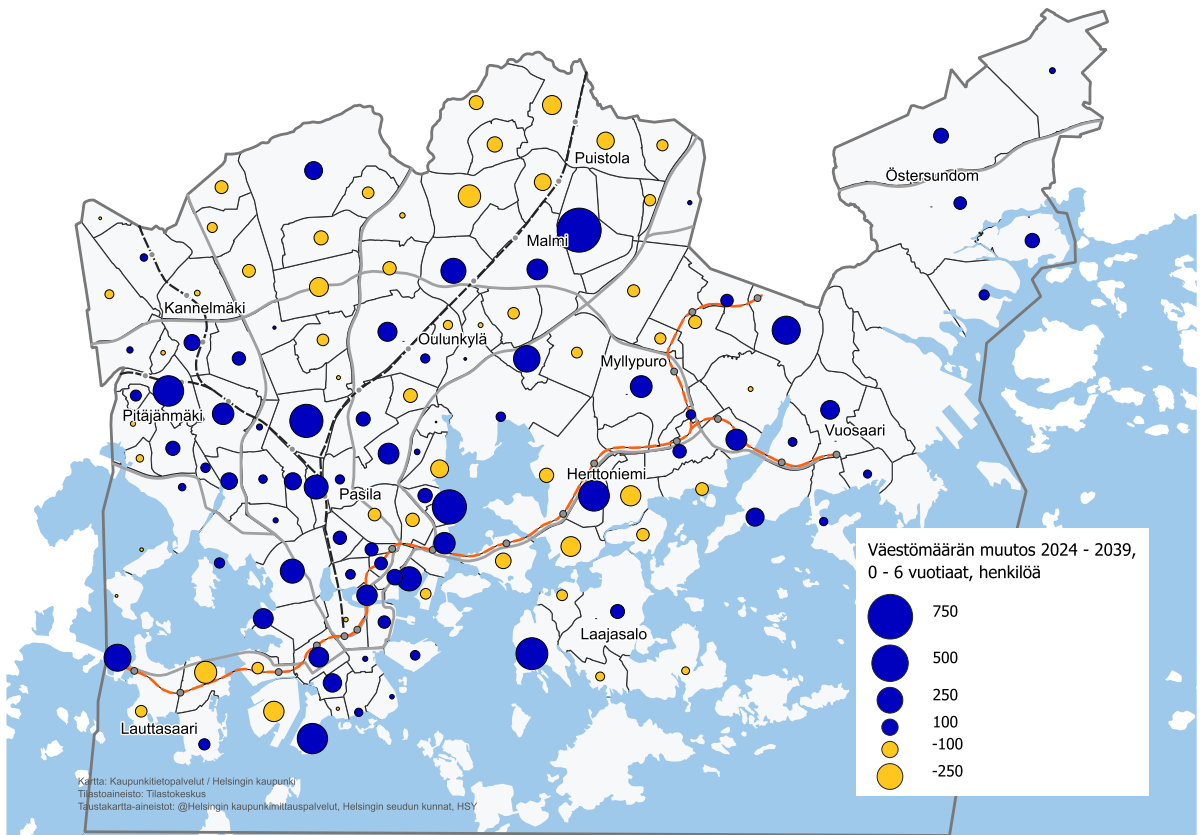 Puistola
Östersundom
Malmi
Kannelmäki
Oulunkylä
Myllypuro
Pitäjänmäki
Vuosaari
Herttoniemi
Pasila
Laajasalo
Lauttasaari
Väestömäärän muutos 2024 - 2039,
0 - 6 vuotiaat, henkilöä
750
500
250
100
-100
-250
Kartta: Kaupunkitietopalvelut / Helsingin kaupunki
Tilastoaineisto: Tilastokeskus
Taustakartta-aineistot: @Helsingin kaupunkimittauspalvelut, Helsingin seudun kunnat, HSY